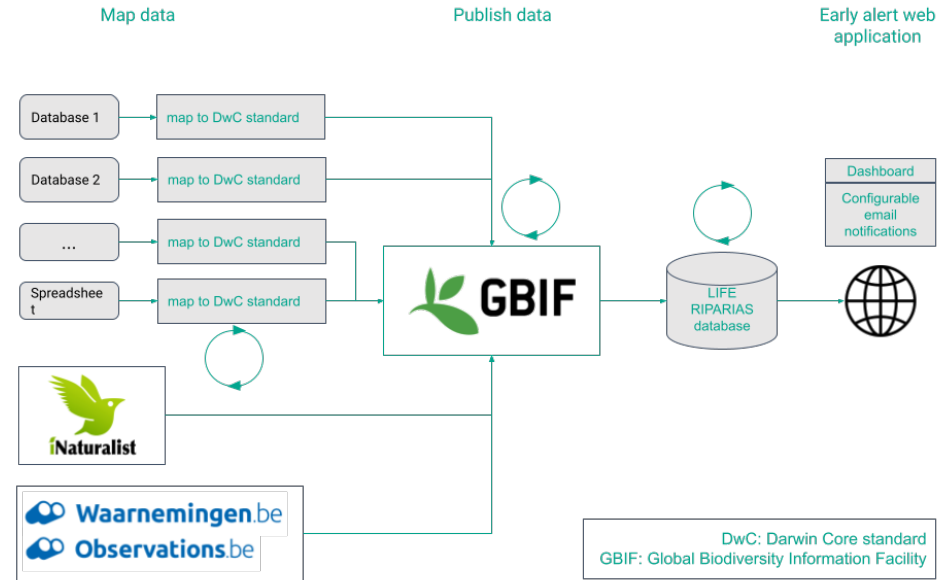 Map data
Publish data
Early alert web
application
Database 1
map to DwC standard
Database 2
map to DwC standard
...
map to DwC standard
Spreadshee
t
map to DwC standard
GBIF
LIFE
RIPARIAS
database
Dashboard
Configurable
email
notifications
iNaturalist
Waarnemingen.be
Observations.be
DwC: Darwin Core standard
GBIF: Global Biodiversity Information Facility